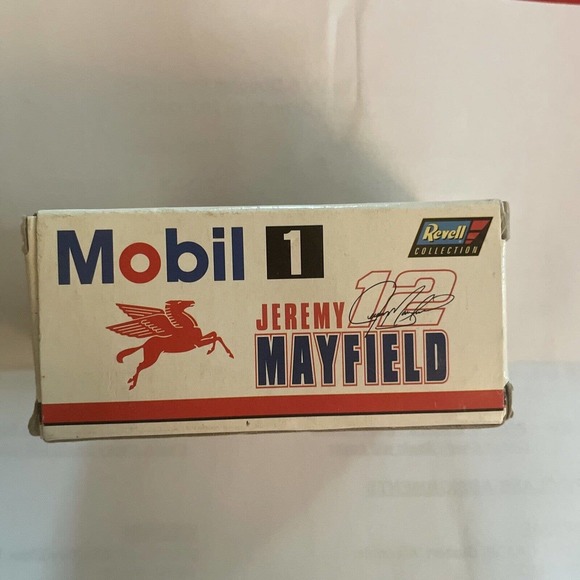 Mobil 1
Revell
COLLECTION
JEREMY 12
MAYFIELD